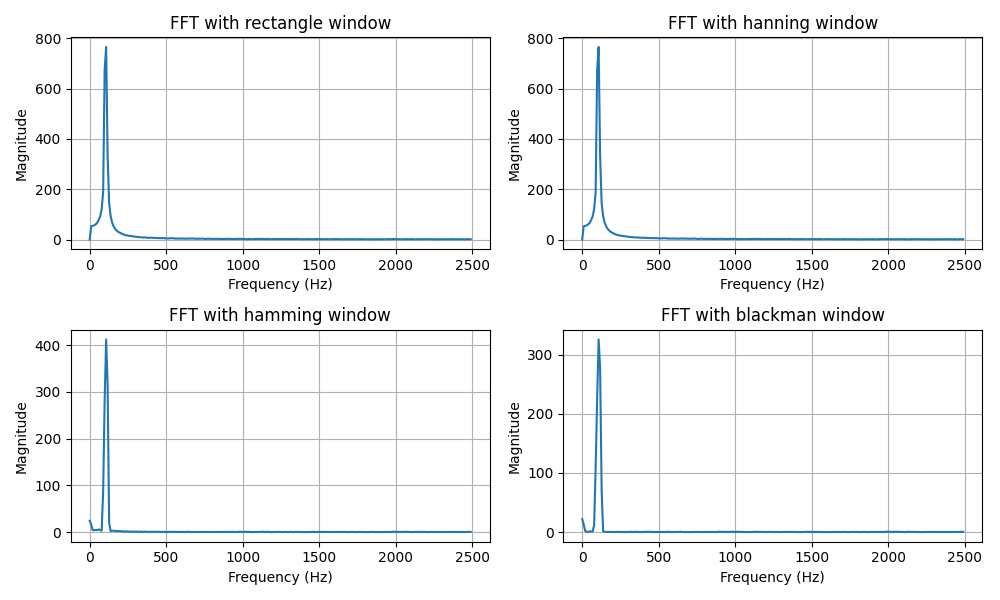 FFT with rectangle window
800
600
400
200
0
Magnitude
0 500 1000 1500 2000 2500
Frequency (Hz)
FFT with hanning window
800
600
400
200
0
Magnitude
0 500 1000 1500 2000 2500
Frequency (Hz)
FFT with hamming window
400
300
200
100
0
Magnitude
0 500 1000 1500 2000 2500
Frequency (Hz)
FFT with blackman window
300
200
100
0
Magnitude
0 500 1000 1500 2000 2500
Frequency (Hz)